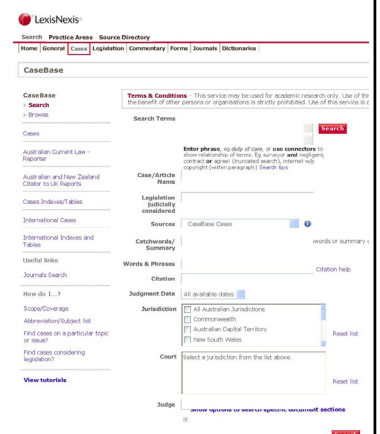 LexisNexis®
Search Practice Areas Source Directory
Home General Cases Legislation Commentary Forms Journals Dictionaries
CaseBase
CaseBase
Search
Browse
Cases
Australian Current Law -
Reporter
Australian and New Zealand
Citator to UK Reports
Cases Indexes/Tables
International Cases
International Indexes and
Tables
Useful links
Journals Search
How do I...?
Scope/Coverage
Abbreviation/Subject list
Find cases on a particular topic
or issue?
Find cases considering
legislation?
View tutorials
Terms & Conditions - This service may be used for academic research only. Use of
the benefit of other persons or organisations is strictly prohibited. Use of this service is
Search Terms
Search
Enter phrase, eg duty of care, or use connectors to
show relationship of terms. Eg surveyor and negligent,
contract or agree! (truncated search), internet w/p
copyright (within paragraph) Search tips
Case/Article
Name
Legislation
judicially
considered
Sources CaseBase Cases
Catchwords/
Summary
words or summary
Words & Phrases
Citation
Citation help
Judgment Date All available dates
Jurisdiction
All Australian Jurisdictions
Commonwealth
Australian Capital Territory
New South Wales
Reset list
Court Select a jurisdiction from the list above.
Reset list
Judge
Show options to search specific document sections